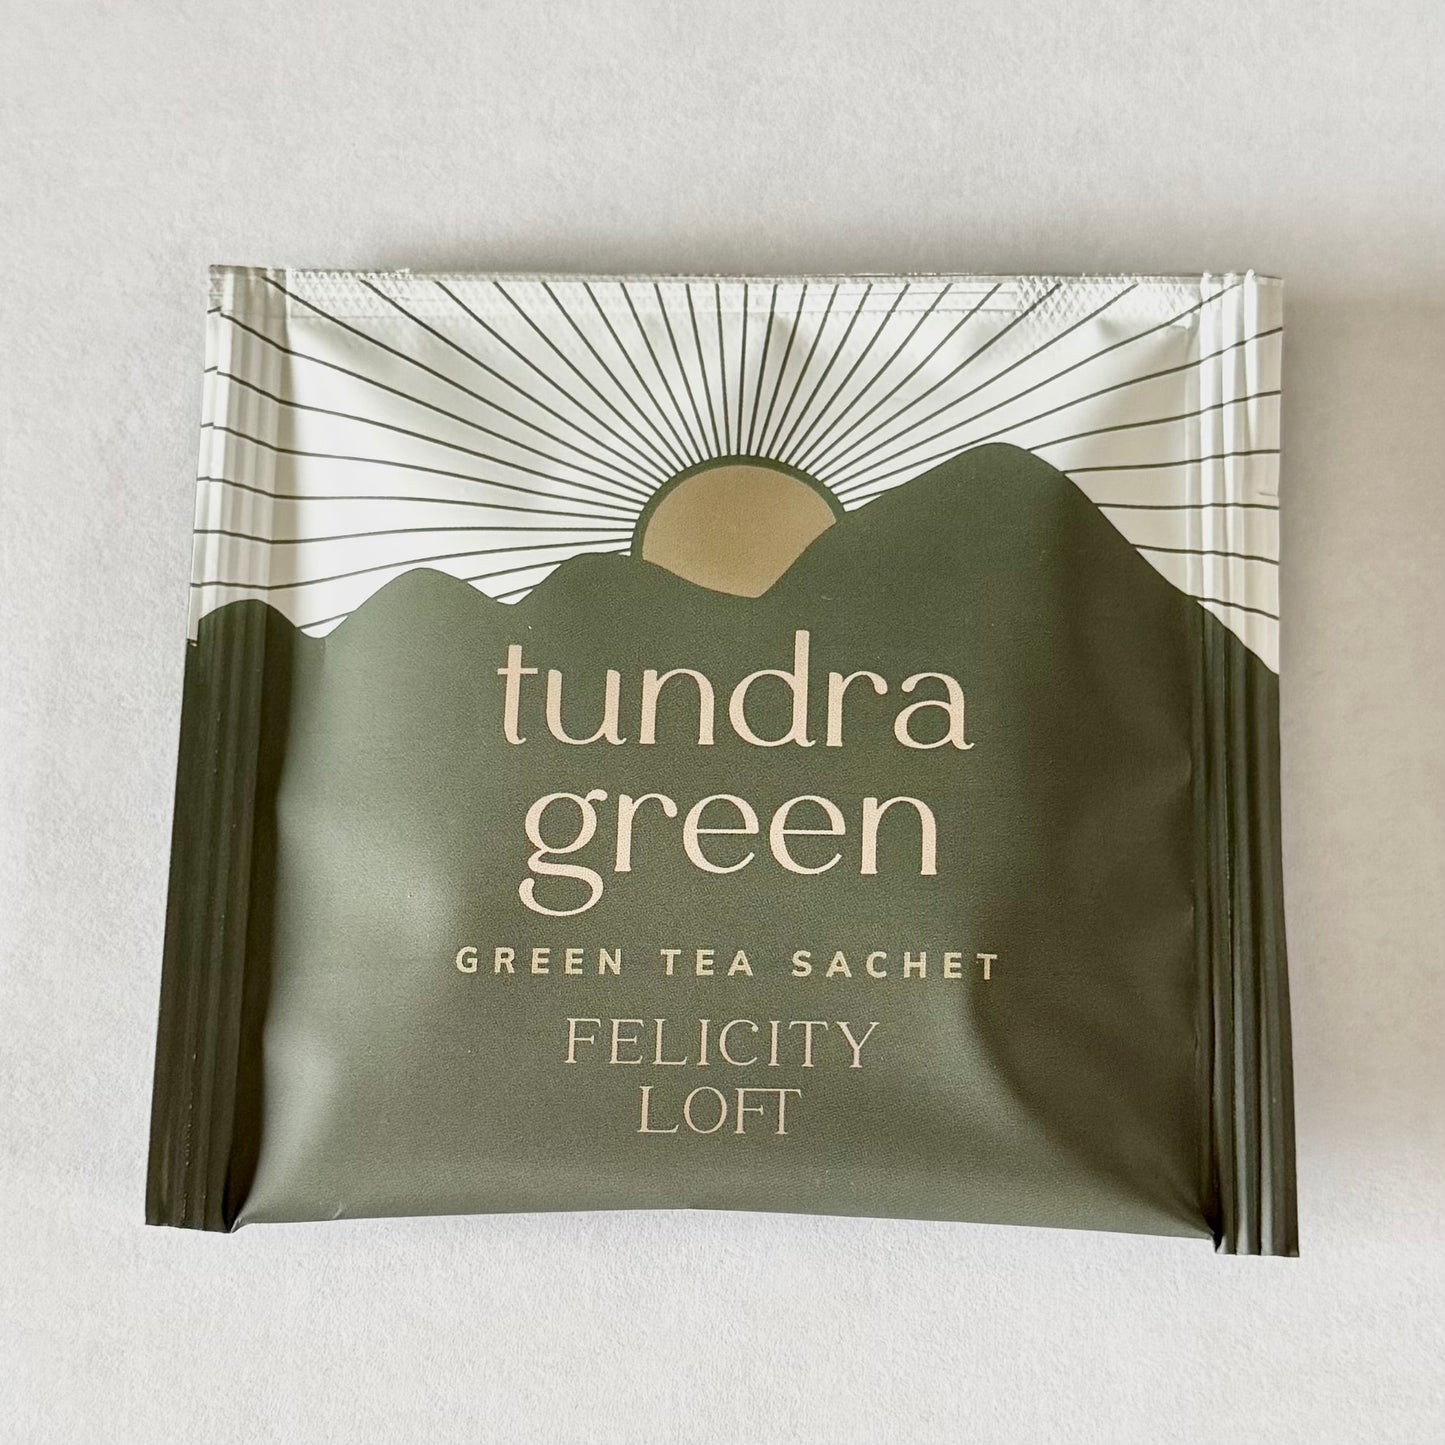 tundra
green
GREEN TEA SACHET
FELICITY
LOFT